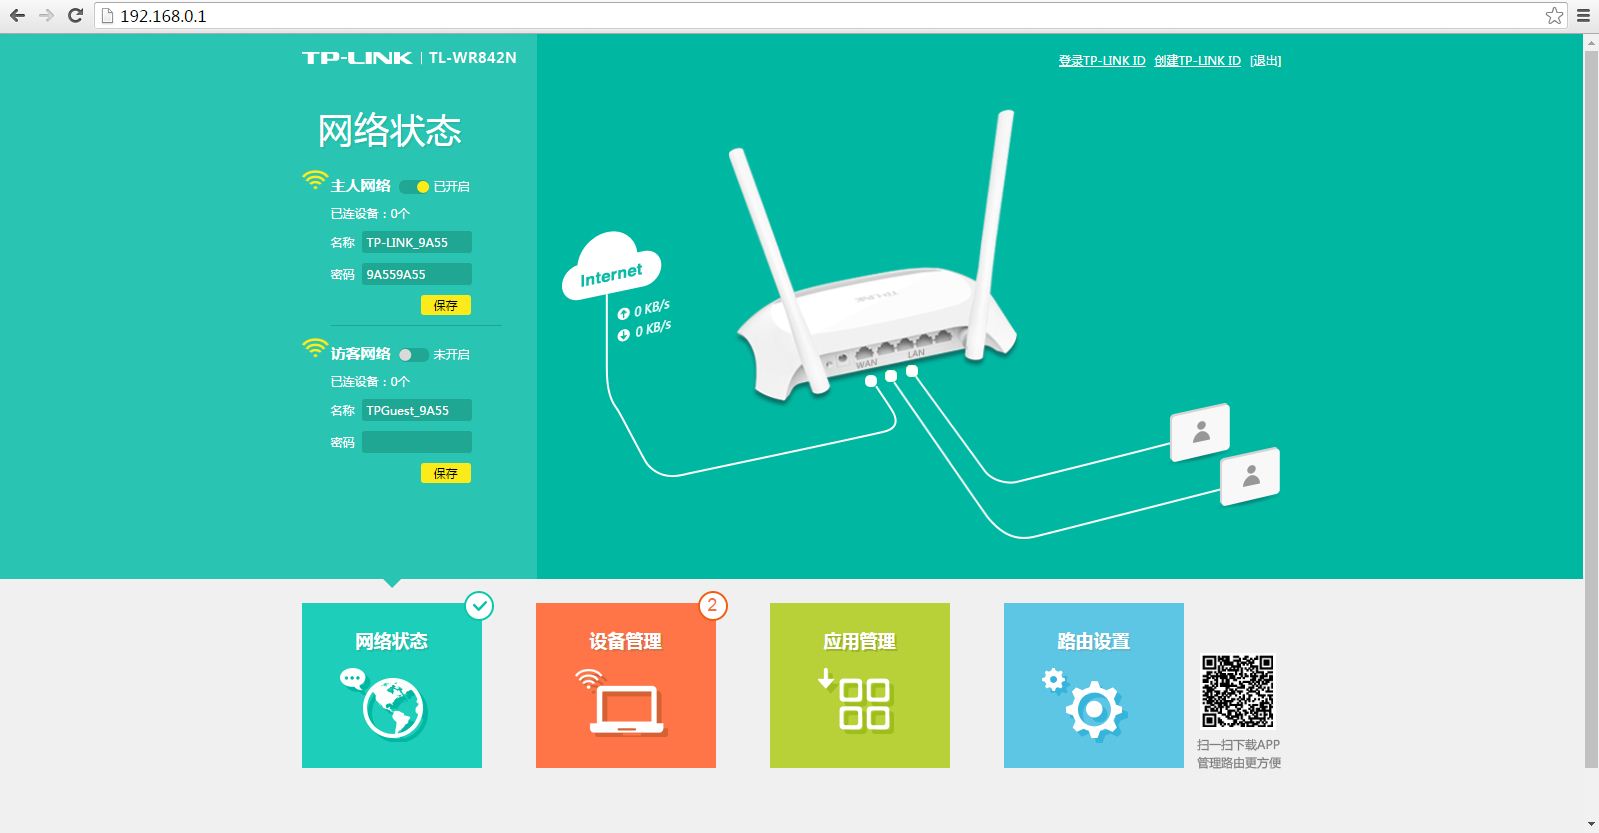 192.168.0.1
TP-LINK | TL-WR842N
登录TP-LINK ID 创建TP-LINK ID [退出]
网络状态
主人网络 已开启
已连设备：0个
名称 TP-LINK_9A55
密码 9A559A55
保存
访客网络 未开启
已连设备：0个
名称 TPGuest_9A55
密码
保存
Internet
0 KB/s
0 KB/s
TP-LINK
WAN
LAN
网络状态
设备管理
2
应用管理
路由设置
扫一扫下载APP
管理路由更方便